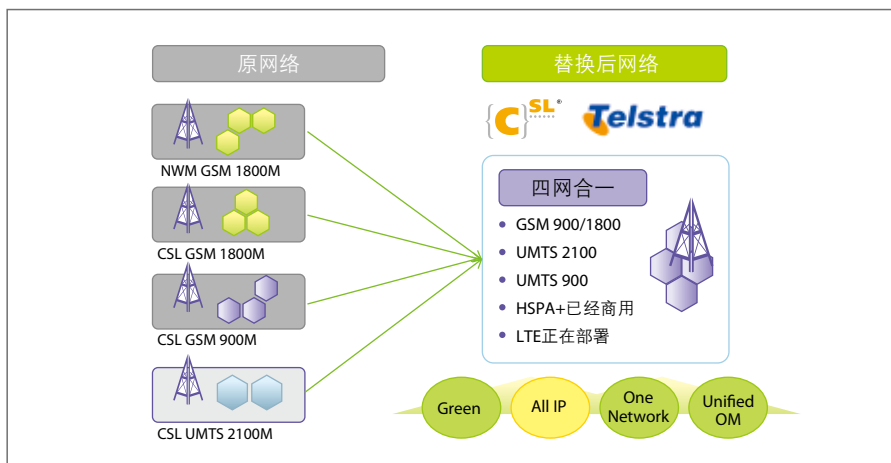 原网络
替换后网络
{C}SL®
Telstra
NWM GSM 1800M
CSL GSM 1800M
CSL GSM 900M
CSL UMTS 2100M
四网合一
• GSM 900/1800
• UMTS 2100
• UMTS 900
• HSPA+已经商用
• LTE正在部署
Green
All IP
One
Network
Unified
OM